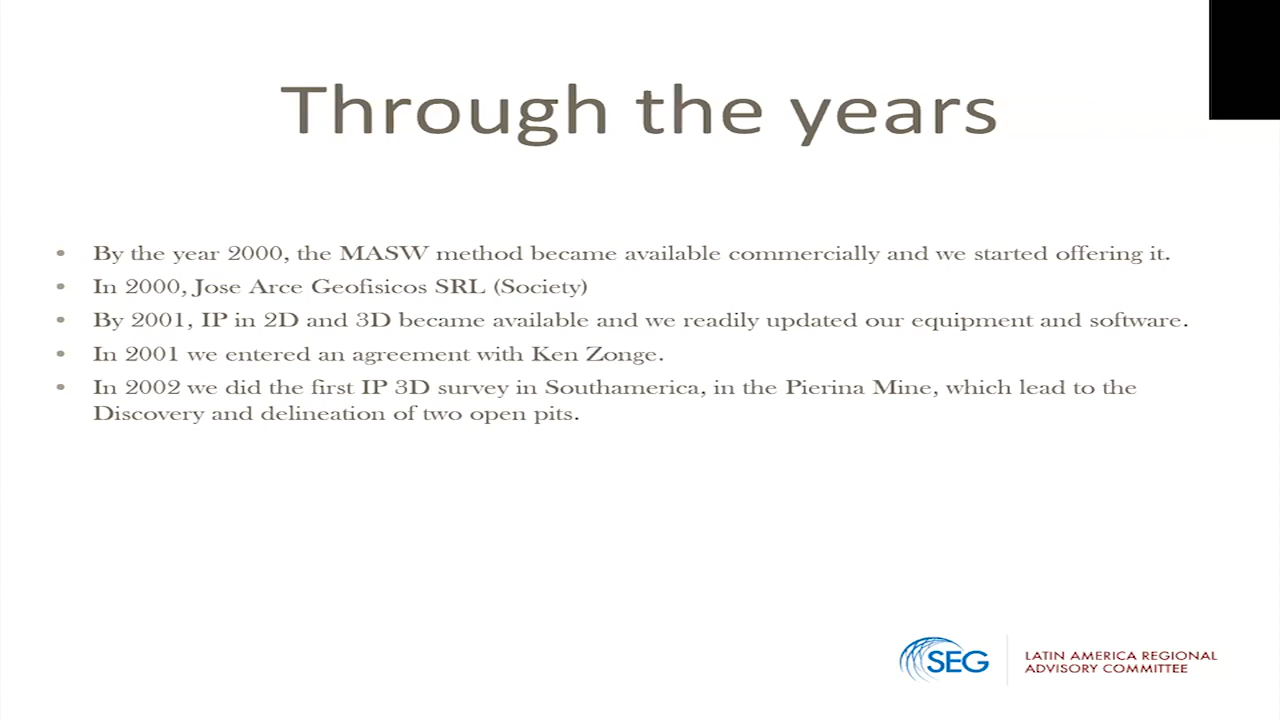 Through the years
• By the year 2000, the MASW method became available commercially and we started offering it.
• In 2000, Jose Arce Geofisicos SRL (Society)
• By 2001, IP in 2D and 3D became available and we readily updated our equipment and software.
• In 2001 we entered an agreement with Ken Zonge.
• In 2002 we did the first IP 3D survey in Southamerica, in the Pierina Mine, which lead to the
Discovery and delineation of two open pits.
SEG
LATIN AMERICA REGIONAL
ADVISORY COMMITTEE